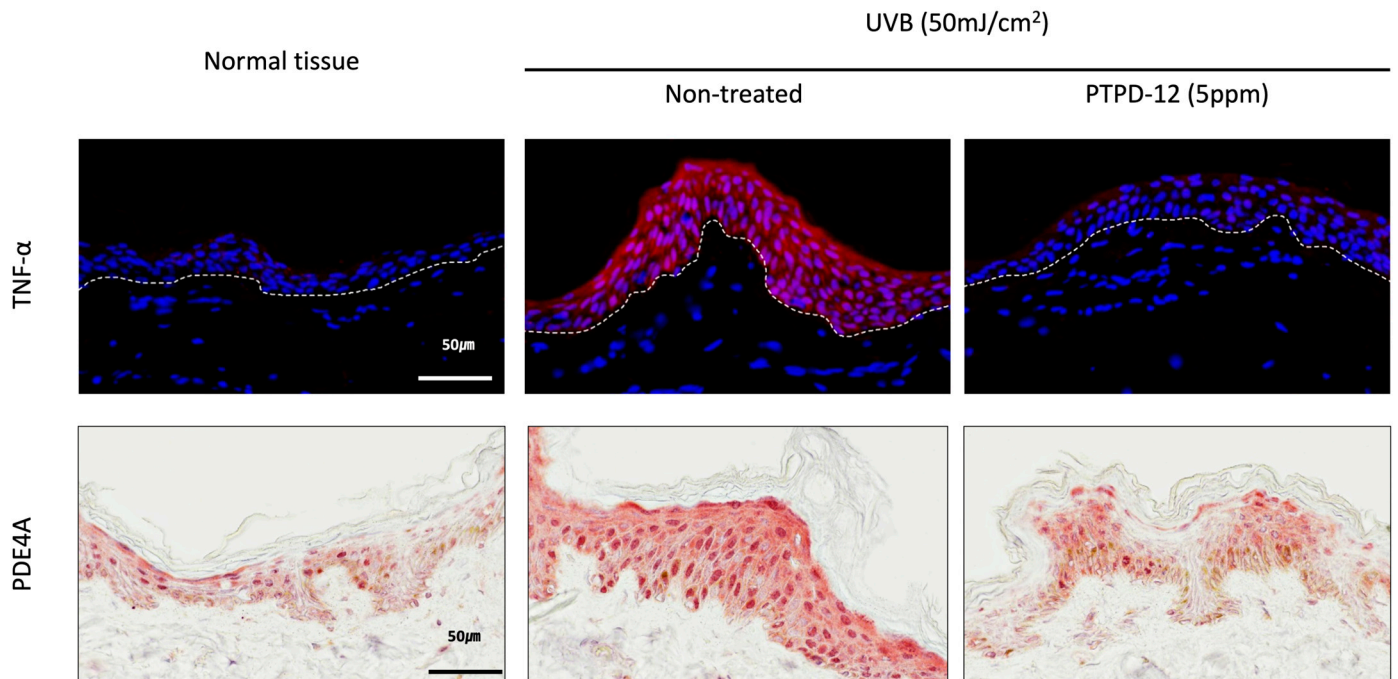 UVB (50mJ/cm²)
Normal tissue
Non-treated
PTPD-12 (5ppm)
TNF-α
50㎛
PDE4A
50㎛